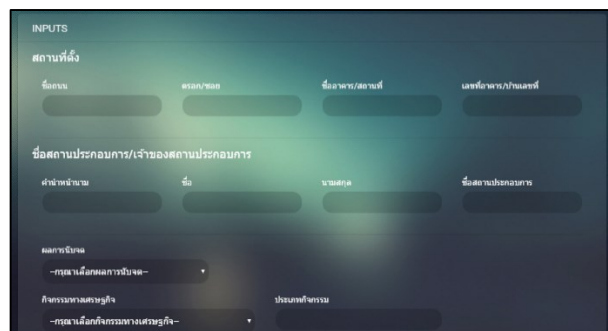 INPUTS
สถานที่ตั้ง
ชื่อถนน ตรอก/ซอย ชื่ออาคาร/สถานที่ เลขที่อาคาร/บ้านเลขที่
ชื่อสถานประกอบการ/เจ้าของสถานประกอบการ
คำนำหน้านาม ชื่อ นามสกุล ชื่อสถานประกอบการ
ผลการนับจด
--กรุณาเลือกผลการนับจด--
กิจกรรมทางเศรษฐกิจ ประเภทกิจกรรม
--กรุณาเลือกกิจกรรมทางเศรษฐกิจ--